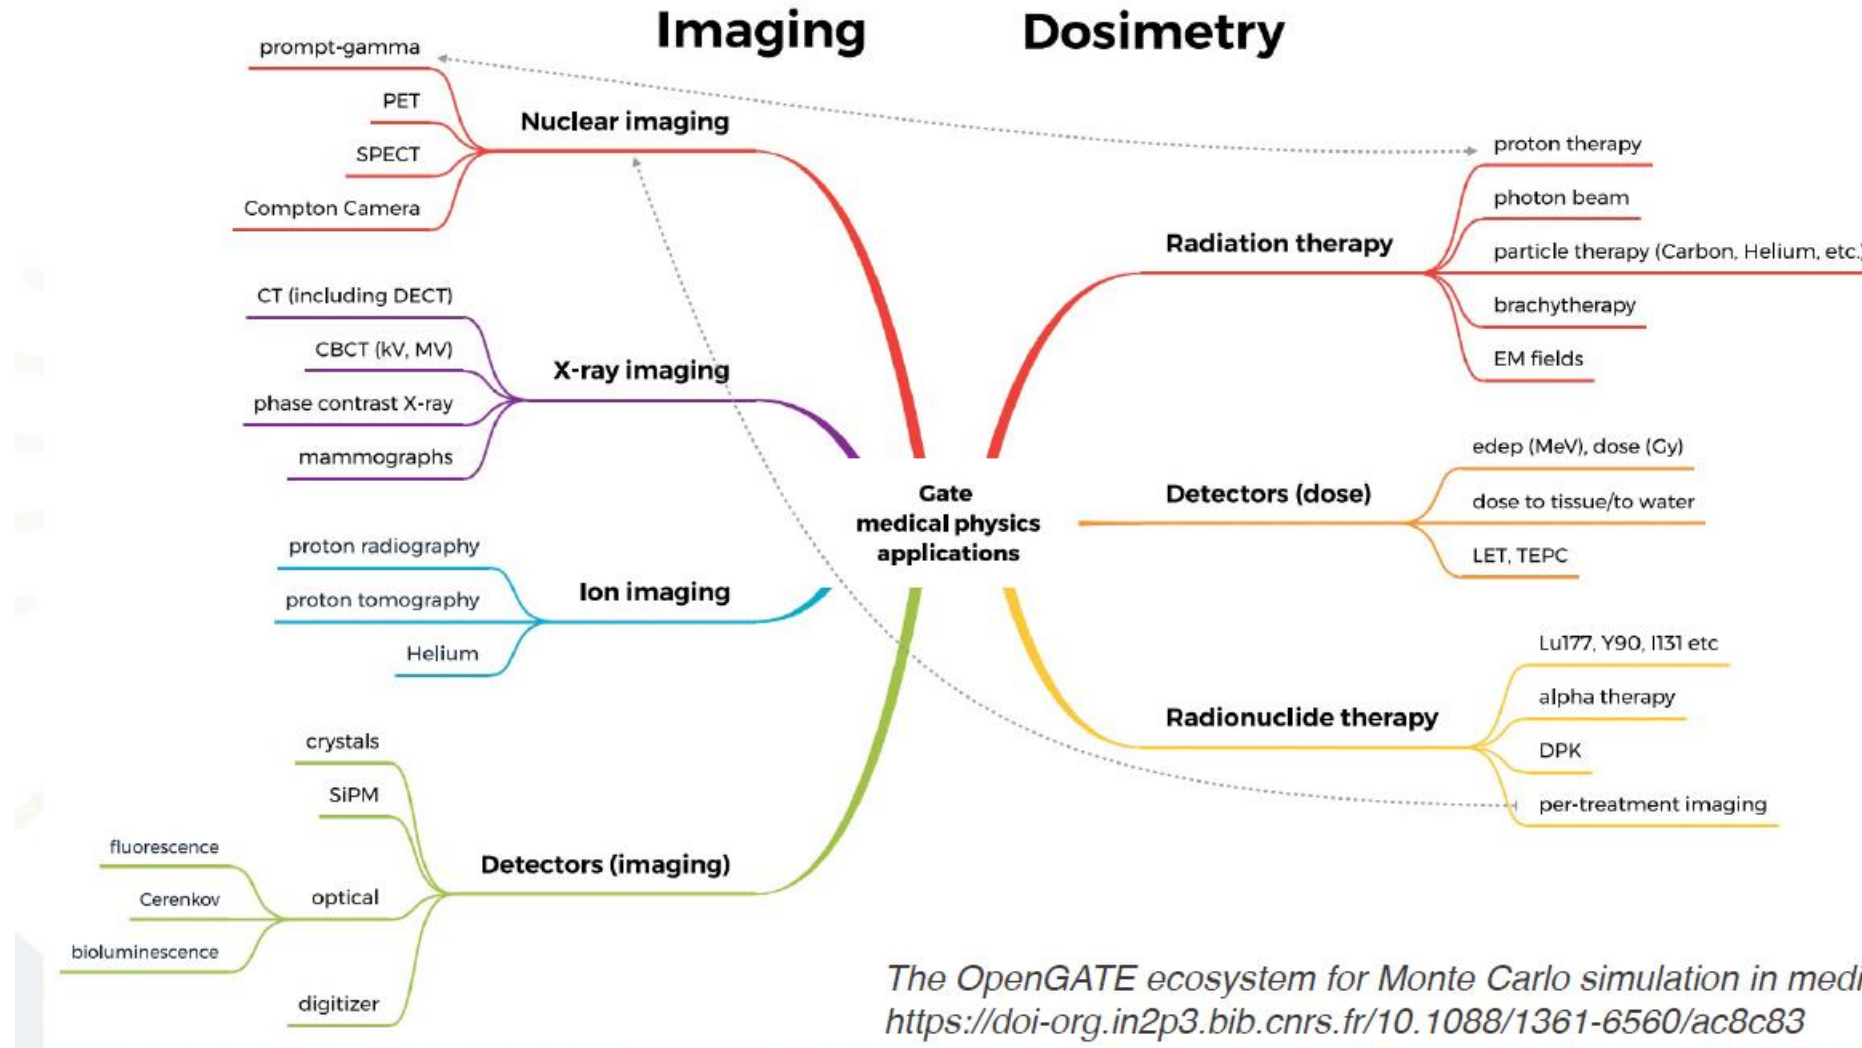 Imaging
Dosimetry
prompt-gamma
PET
SPECT
Compton Camera
Nuclear imaging
CT (including DECT)
CBCT (kV, MV)
phase contrast X-ray
mammographs
X-ray imaging
proton radiography
proton tomography
Helium
Ion imaging
crystals
SiPM
fluorescence
Cerenkov
bioluminescence
optical
digitizer
Detectors (imaging)
Gate
medical physics
applications
Radiation therapy
proton therapy
photon beam
particle therapy (Carbon, Helium, etc.)
brachytherapy
EM fields
Detectors (dose)
edep (MeV), dose (Gy)
dose to tissue/to water
LET, TEPC
Radionuclide therapy
Lu177, Y90, I131 etc
alpha therapy
DPK
per-treatment imaging
The OpenGATE ecosystem for Monte Carlo simulation in medi
https://doi-org.in2p3.bib.cnrs.fr/10.1088/1361-6560/ac8c83